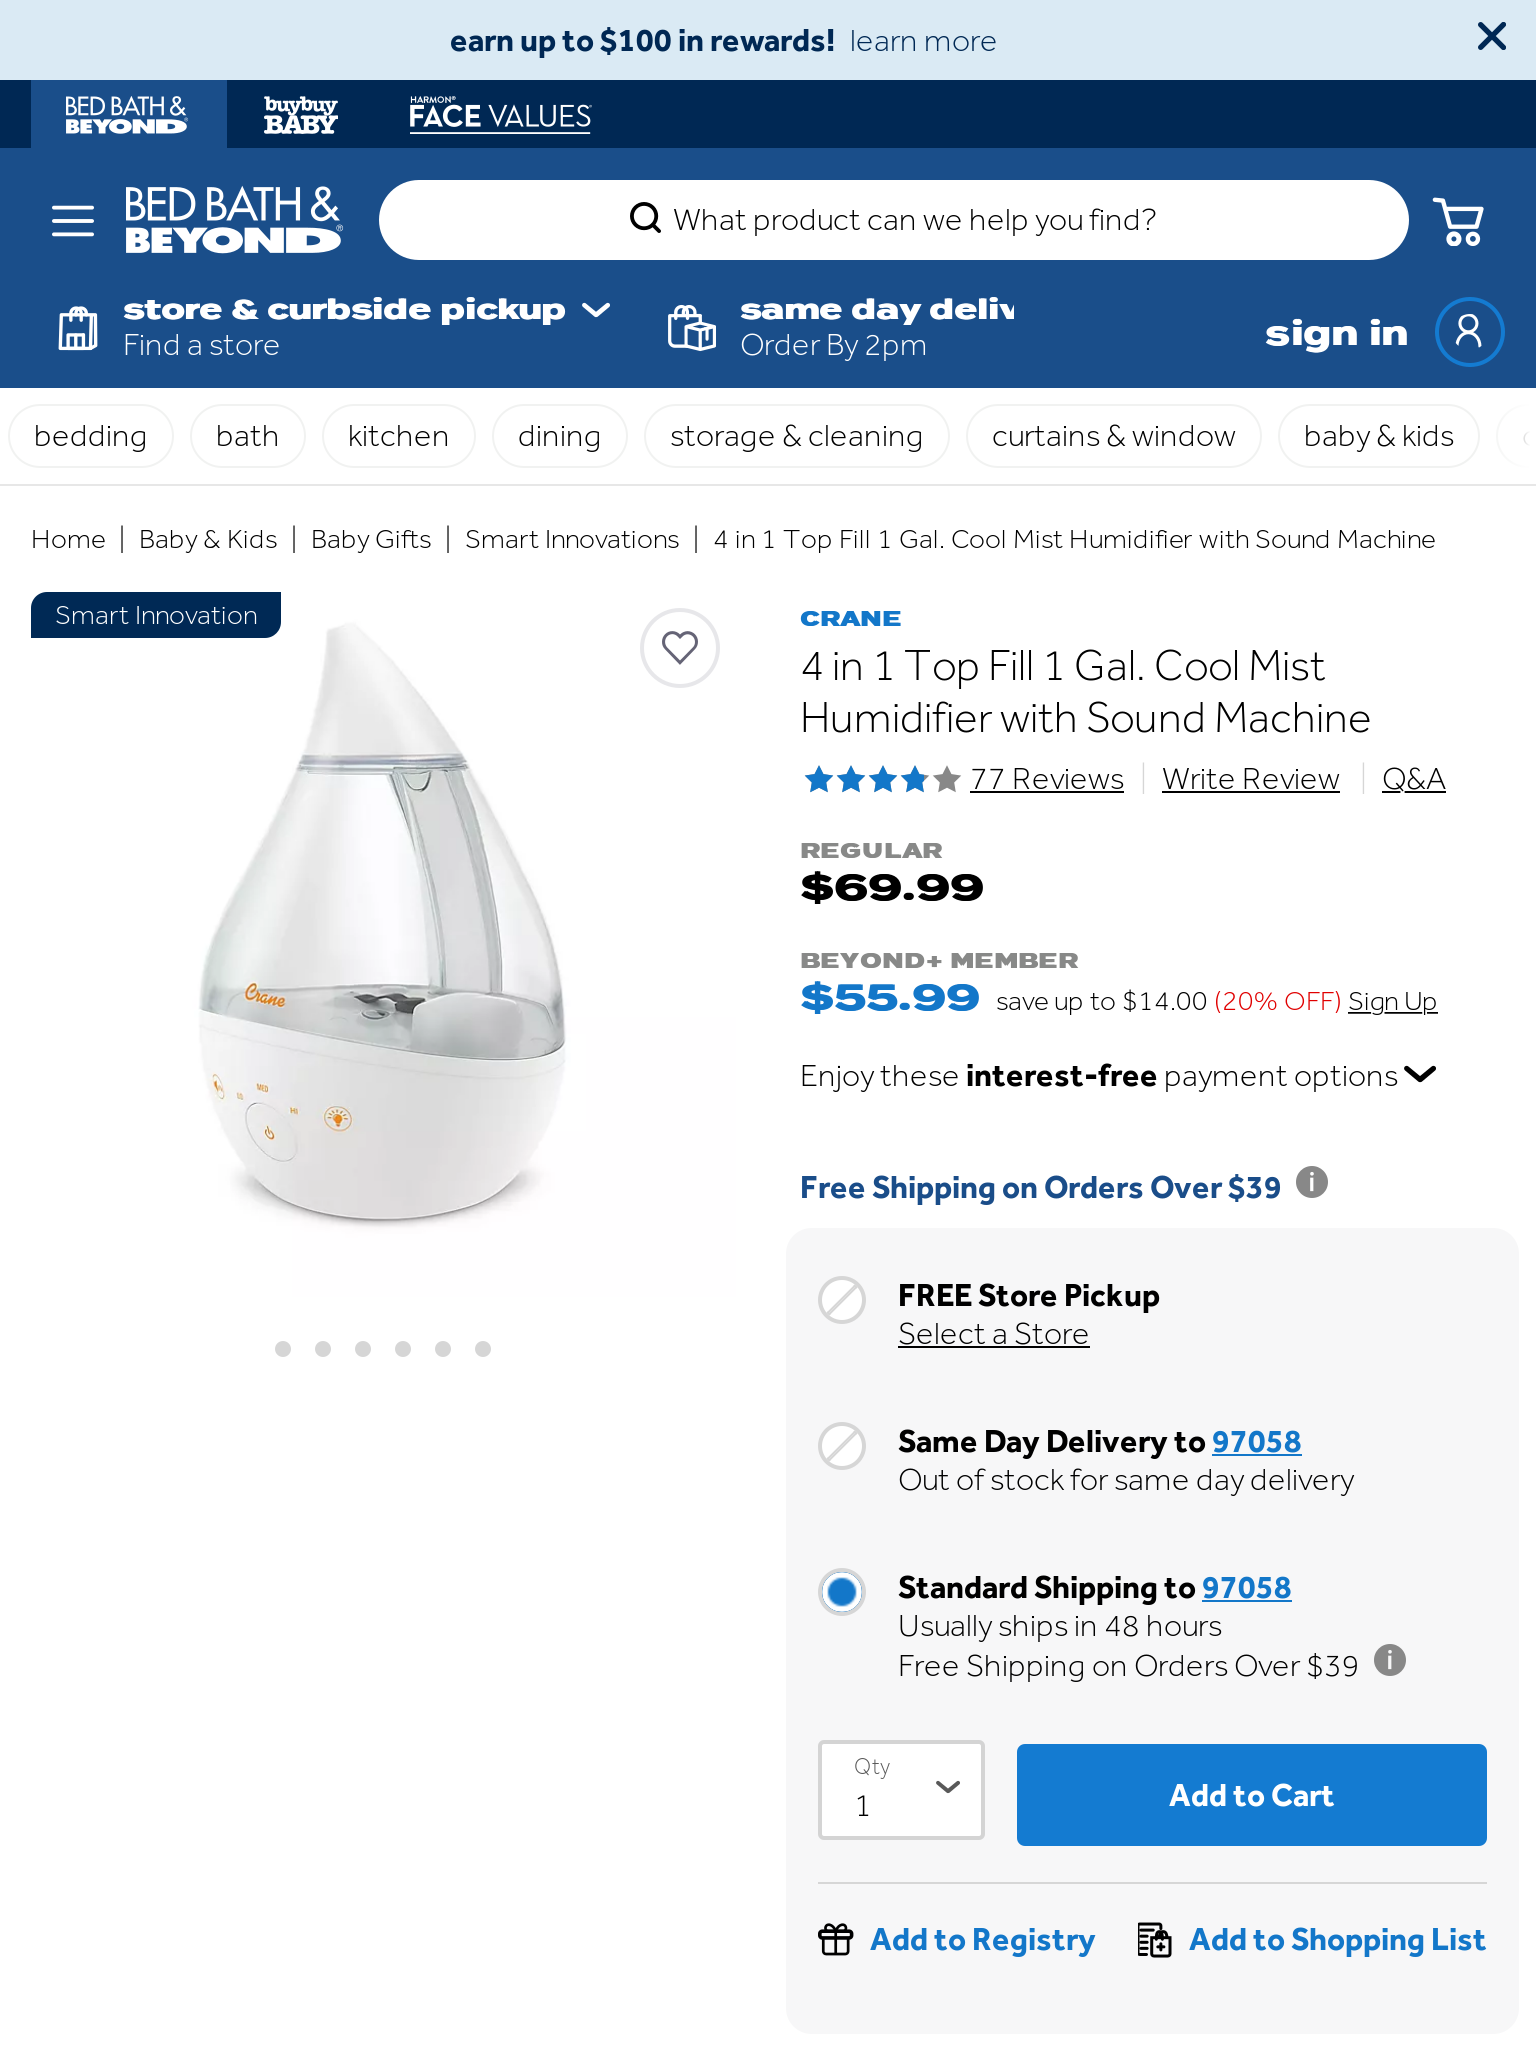 earn up to $100 in rewards! learn more
BED BATH &
BEYOND
buybuy
BABY
HARMON®
FACE VALUES
BED BATH &
BEYOND®
What product can we help you find?
store & curbside pickup
Find a store
same day deliv
Order By 2pm
sign in
bedding
bath
kitchen
dining
storage & cleaning
curtains & window
baby & kids
Home | Baby & Kids | Baby Gifts | Smart Innovations | 4 in 1 Top Fill 1 Gal. Cool Mist Humidifier with Sound Machine
Smart Innovation
Crane
MED
LO
HI
CRANE
4 in 1 Top Fill 1 Gal. Cool Mist
Humidifier with Sound Machine
77 Reviews | Write Review | Q&A
REGULAR
$69.99
BEYOND+ MEMBER
$55.99 save up to $14.00 (20% OFF) Sign Up
Enjoy these interest-free payment options
Free Shipping on Orders Over $39 i
FREE Store Pickup
Select a Store
Same Day Delivery to 97058
Out of stock for same day delivery
Standard Shipping to 97058
Usually ships in 48 hours
Free Shipping on Orders Over $39 i
Qty
1
Add to Cart
Add to Registry
Add to Shopping List